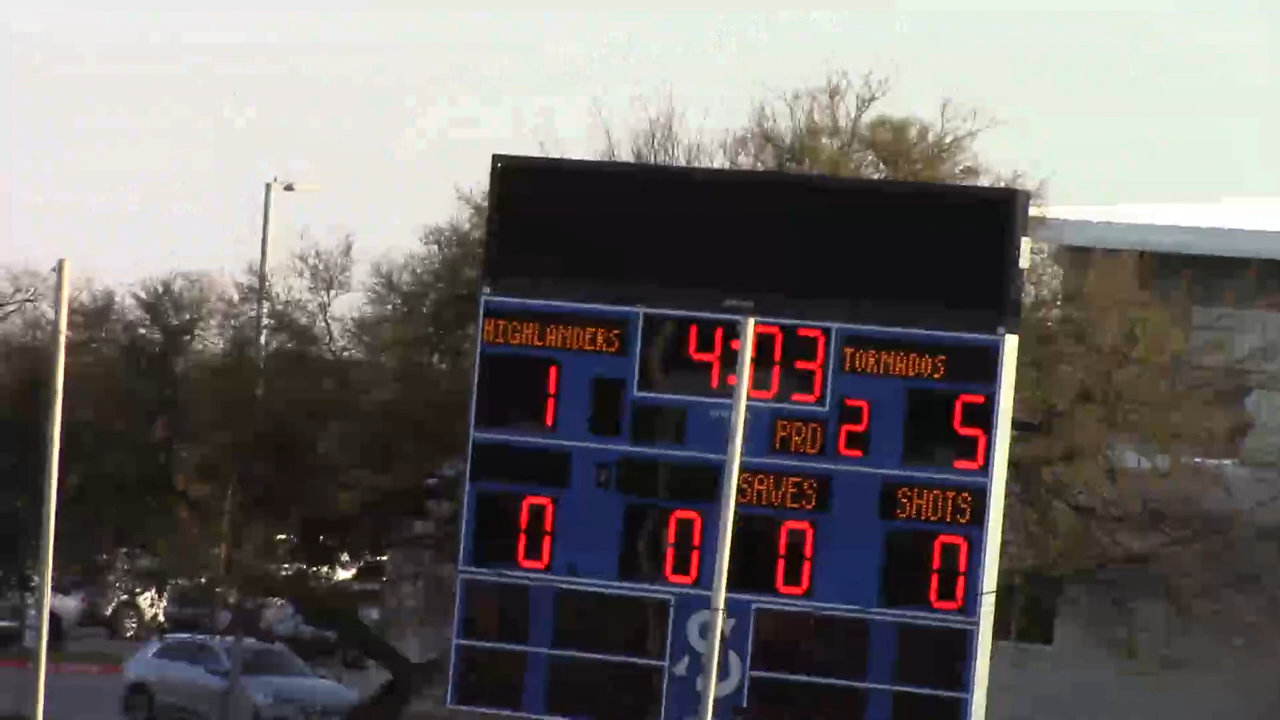 HIGHLANDERS 4:03 TORNADOS
1 PRD 2 5
SAVES SHOTS
0 0 0 0
S